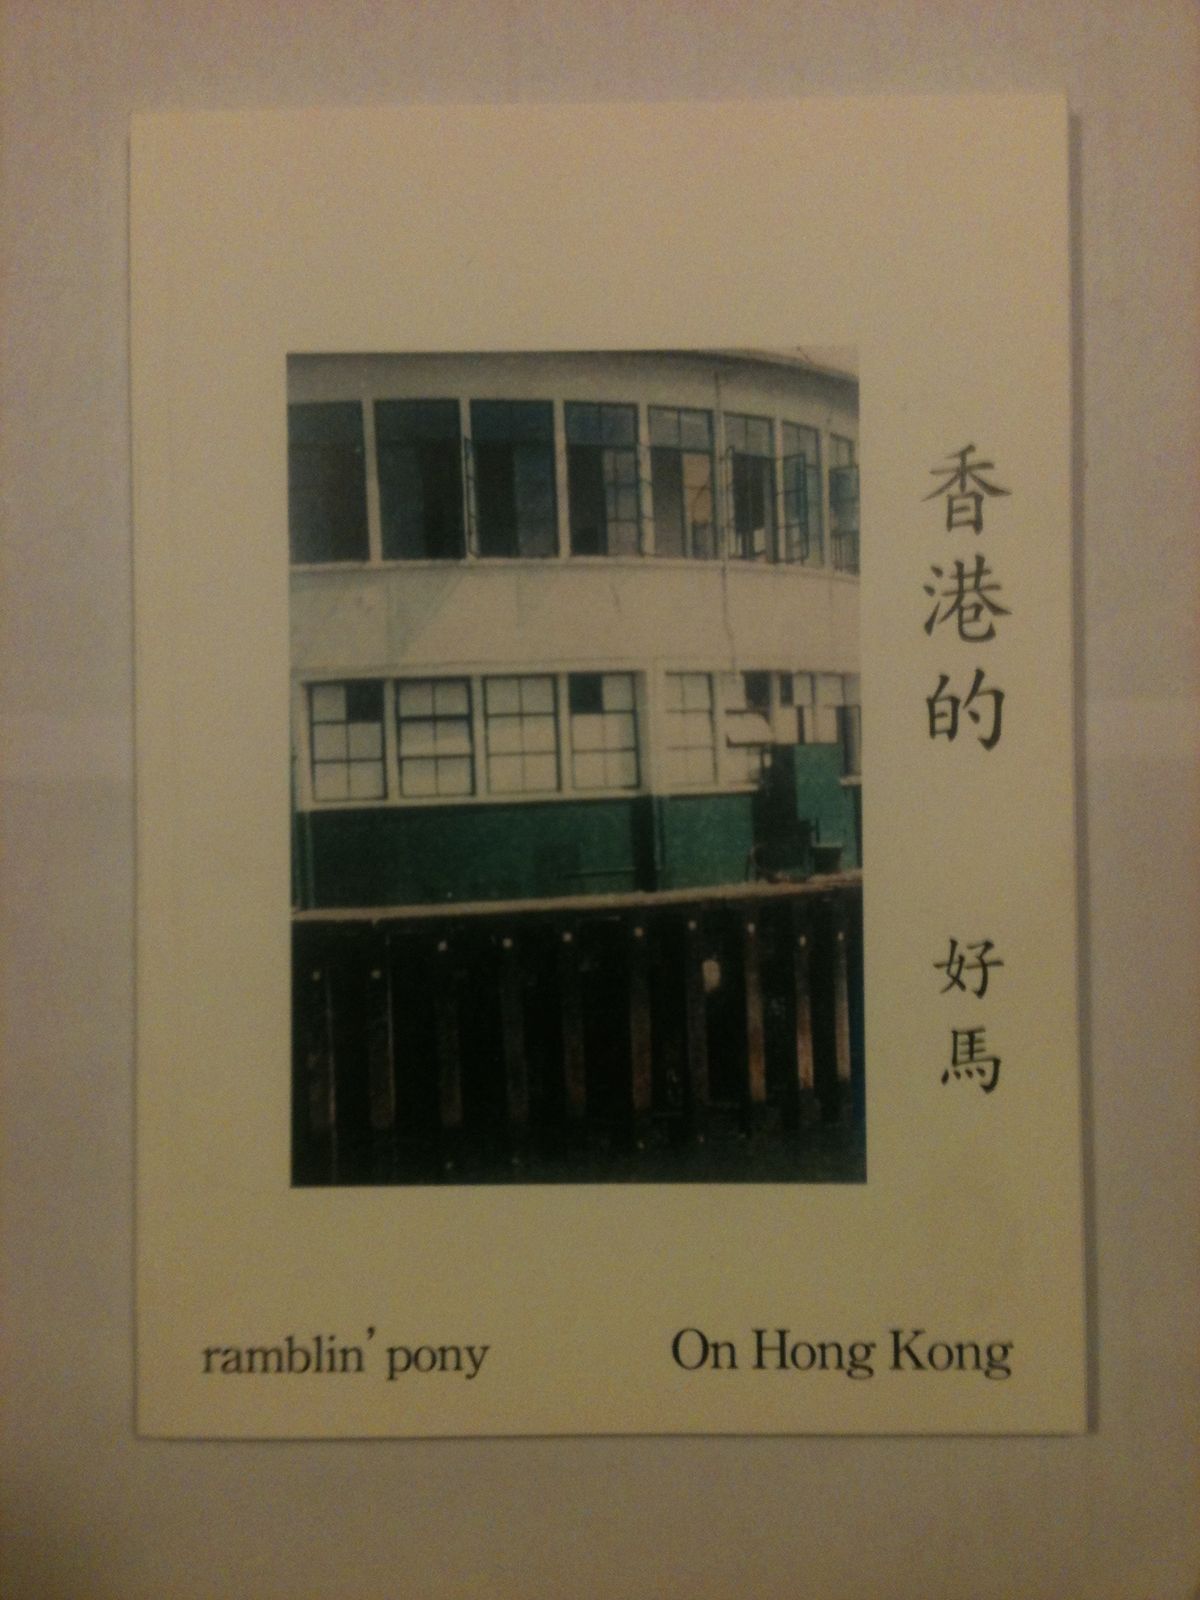 香港的
好馬
ramblin' pony
On Hong Kong